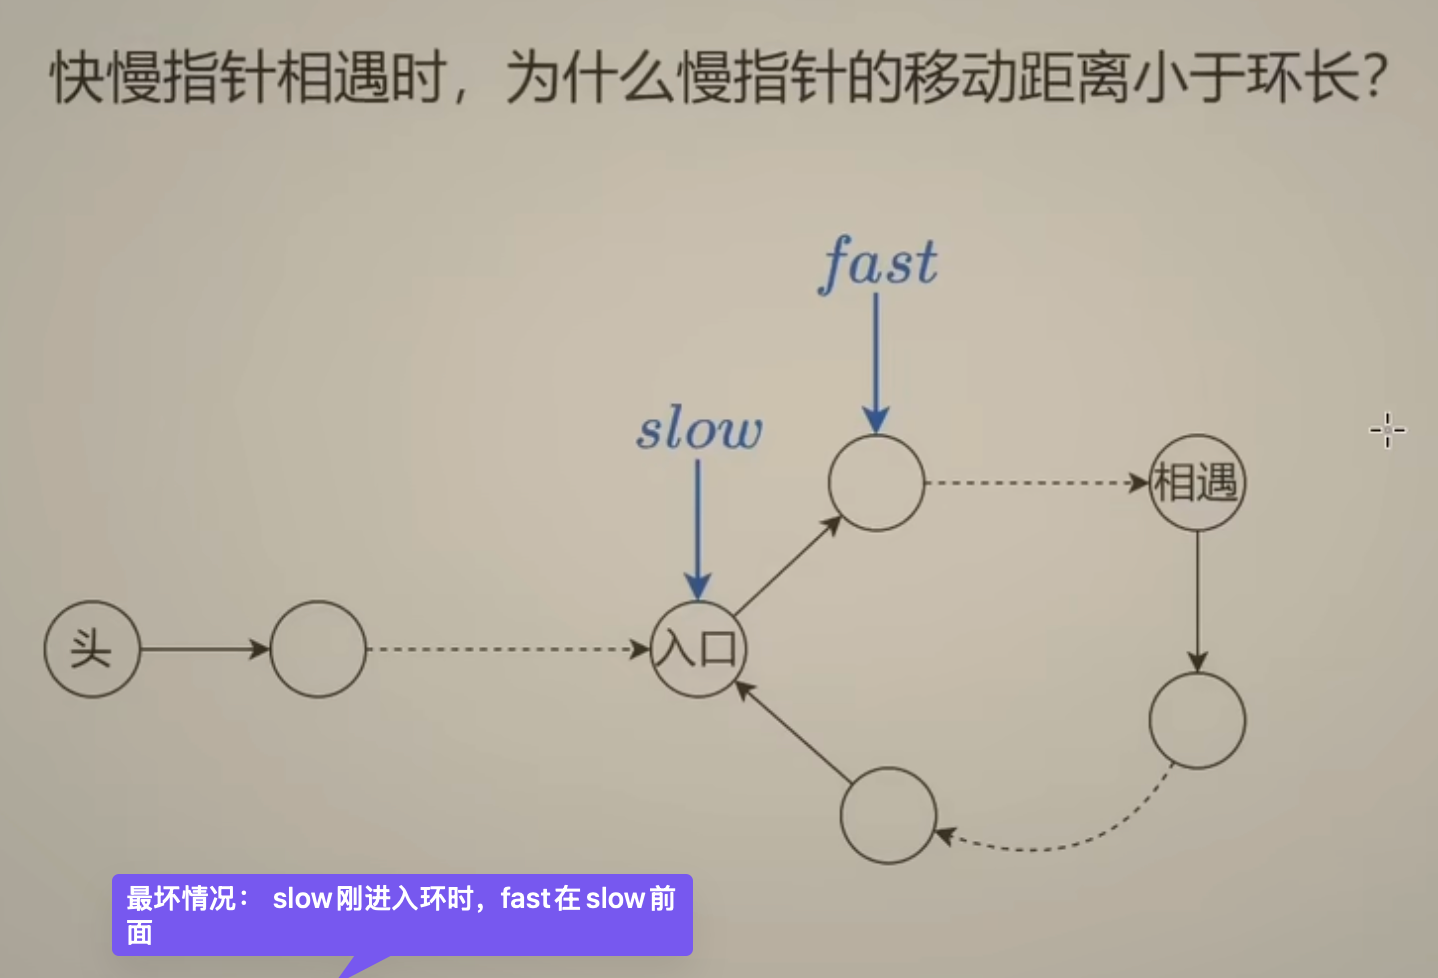 快慢指针相遇时，为什么慢指针的移动距离小于环长？
fast
slow
相遇
头
入口
最坏情况： slow刚进入环时，fast在slow前
面